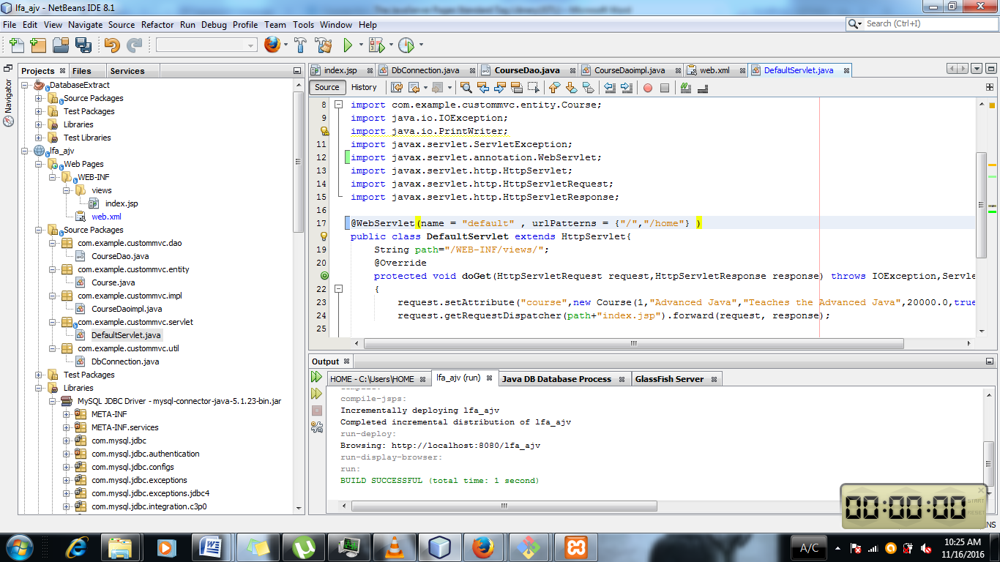 lfa_ajv - NetBeans IDE 8.1
File Edit View Navigate Source Refactor Run Debug Profile Team Tools Window Help
Search (Ctrl+I)
Projects Files Services
Navigator
DatabaseExtract
Source Packages
Test Packages
Libraries
Test Libraries
lfa_ajv
Web Pages
WEB-INF
views
index.jsp
web.xml
Source Packages
com.example.custommvc.dao
CourseDao.java
com.example.custommvc.entity
Course.java
com.example.custommvc.impl
CourseDaoimpl.java
com.example.custommvc.servlet
DefaultServlet.java
com.example.custommvc.util
DbConnection.java
Test Packages
Libraries
MySQL JDBC Driver - mysql-connector-java-5.1.23-bin.jar
META-INF
META-INF.services
com.mysql.jdbc
com.mysql.jdbc.authentication
com.mysql.jdbc.configs
com.mysql.jdbc.exceptions
com.mysql.jdbc.exceptions.jdbc4
com.mysql.jdbc.integration.c3p0
index.jsp DbConnection.java CourseDao.java CourseDaoimpl.java web.xml DefaultServlet.java
Source History
8 import com.example.custommvc.entity.Course;
9 import java.io.IOException;
import java.io.PrintWriter;
11 import javax.servlet.ServletException;
12 import javax.servlet.annotation.WebServlet;
13 import javax.servlet.http.HttpServlet;
14 import javax.servlet.http.HttpServletRequest;
15 import javax.servlet.http.HttpServletResponse;
16
17 @WebServlet(name = "default" , urlPatterns = {"/","/home"} )
public class DefaultServlet extends HttpServlet{
19 String path="/WEB-INF/views/";
20 @Override
protected void doGet(HttpServletRequest request,HttpServletResponse response) throws IOException,Servle
22 {
23 request.setAttribute("course",new Course(1,"Advanced Java","Teaches the Advanced Java",20000.0,true
24 request.getRequestDispatcher(path+"index.jsp").forward(request, response);
25
Output
HOME - C:\Users\HOME lfa_ajv (run) Java DB Database Process GlassFish Server
compile-jsps:
Incrementally deploying lfa_ajv
Completed incremental distribution of lfa_ajv
run-deploy:
Browsing: http://localhost:8080/lfa_ajv
run-display-browser:
run:
BUILD SUCCESSFUL (total time: 1 second)
00:00:00
START
RESET
INS
A/C
10:25 AM
11/16/2016